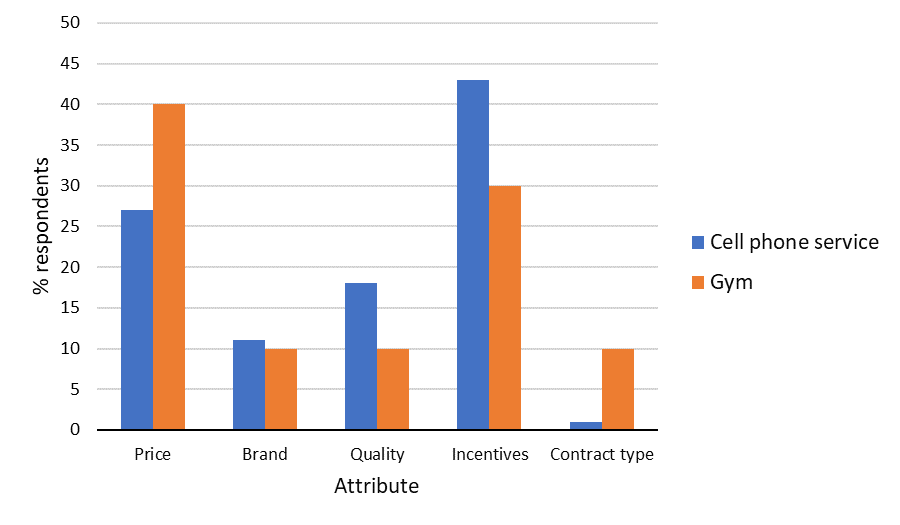 50
45
40
35
30
25
20
15
10
5
0
% respondents
Price Brand Quality Incentives Contract type
Attribute
Cell phone service
Gym